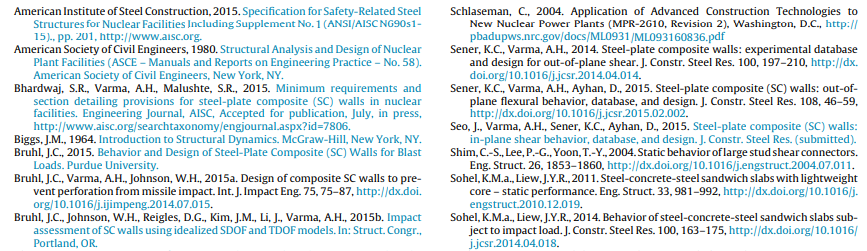 American Institute of Steel Construction, 2015. Specification for Safety-Related Steel
Structures for Nuclear Facilities Including Supplement No. 1 (ANSI/AISC N690s1-
15)., pp. 201, http://www.aisc.org.
American Society of Civil Engineers, 1980. Structural Analysis and Design of Nuclear
Plant Facilities (ASCE – Manuals and Reports on Engineering Practice – No. 58).
American Society of Civil Engineers, New York, NY.
Bhardwaj, S.R., Varma, A.H., Malushte, S.R., 2015. Minimum requirements and
section detailing provisions for steel-plate composite (SC) walls in nuclear
facilities. Engineering Journal, AISC, Accepted for publication, July, in press,
http://www.aisc.org/searchtaxonomy/engjournal.aspx?id=7806.
Biggs, J.M., 1964. Introduction to Structural Dynamics. McGraw-Hill, New York, NY.
Bruhl, J.C., 2015. Behavior and Design of Steel-Plate Composite (SC) Walls for Blast
Loads. Purdue University.
Bruhl, J.C., Varma, A.H., Johnson, W.H., 2015a. Design of composite SC walls to pre-
vent perforation from missile impact. Int. J. Impact Eng. 75, 75–87, http://dx.doi.
org/10.1016/j.ijimpeng.2014.07.015.
Bruhl, J.C., Johnson, W.H., Reigles, D.G., Kim, J.M., Li, J., Varma, A.H., 2015b. Impact
assessment of SC walls using idealized SDOF and TDOF models. In: Struct. Congr.,
Portland, OR.
Schlaseman, C., 2004. Application of Advanced Construction Technologies to
New Nuclear Power Plants (MPR-2610, Revision 2), Washington, D.C., http://
pbadupws.nrc.gov/docs/ML0931/ML093160836.pdf
Sener, K.C., Varma, A.H., 2014. Steel-plate composite walls: experimental database
and design for out-of-plane shear. J. Constr. Steel Res. 100, 197–210, http://dx.
doi.org/10.1016/j.jcsr.2014.04.014.
Sener, K.C., Varma, A.H., Ayhan, D., 2015. Steel-plate composite (SC) walls: out-of-
plane flexural behavior, database, and design. J. Constr. Steel Res. 108, 46–59,
http://dx.doi.org/10.1016/j.jcsr.2015.02.002.
Seo, J., Varma, A.H., Sener, K.C., Ayhan, D., 2015. Steel-plate composite (SC) walls:
in-plane shear behavior, database, and design. J. Constr. Steel Res. (submitted).
Shim, C.-S., Lee, P.-G., Yoon, T.-Y., 2004. Static behavior of large stud shear connectors.
Eng. Struct. 26, 1853–1860, http://dx.doi.org/10.1016/j.engstruct.2004.07.011.
Sohel, K.M.a., Liew, J.Y.R., 2011. Steel-concrete-steel sandwich slabs with lightweight
core – static performance. Eng. Struct. 33, 981–992, http://dx.doi.org/10.1016/j.
engstruct.2010.12.019.
Sohel, K.M.a., Liew, J.Y.R., 2014. Behavior of steel-concrete-steel sandwich slabs sub-
ject to impact load. J. Constr. Steel Res. 100, 163–175, http://dx.doi.org/10.1016/
j.jcsr.2014.04.018.